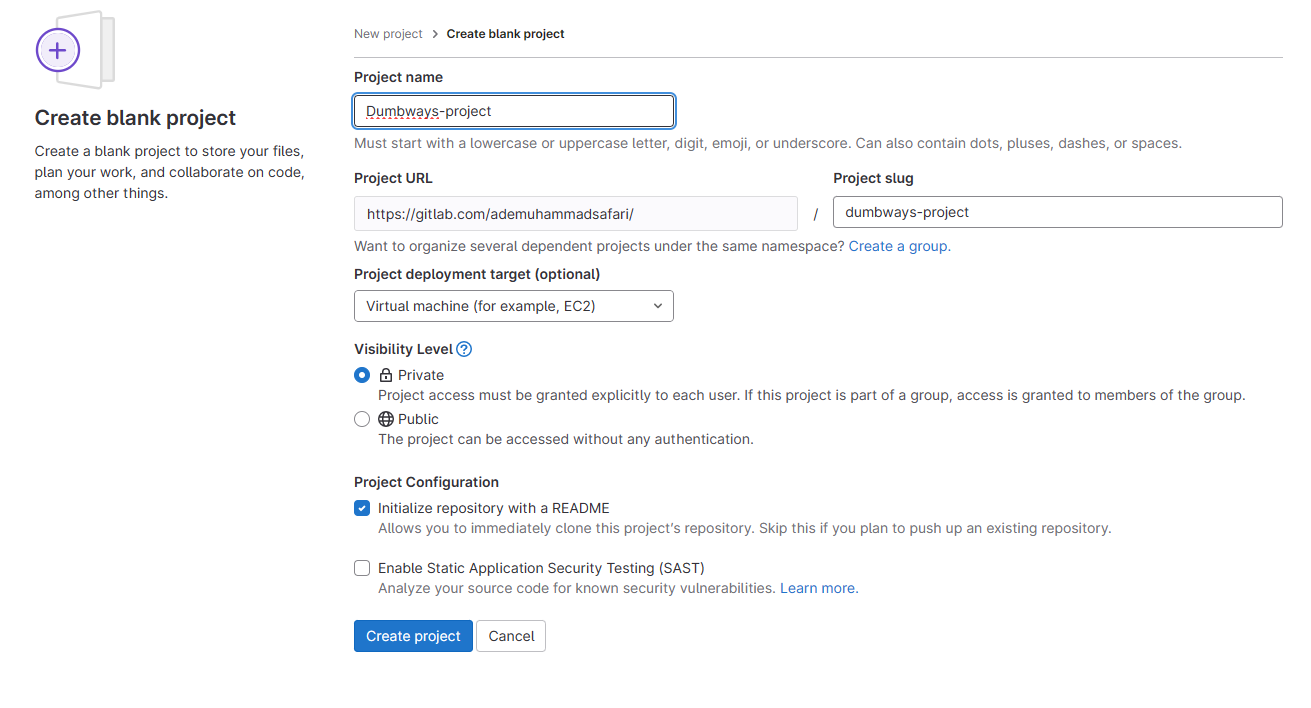 New project > Create blank project
Create blank project
Create a blank project to store your files,
plan your work, and collaborate on code,
among other things.
Project name
Dumbways-project
Must start with a lowercase or uppercase letter, digit, emoji, or underscore. Can also contain dots, pluses, dashes, or spaces.
Project URL
Project slug
https://gitlab.com/ademuhammadsafari/ / dumbways-project
Want to organize several dependent projects under the same namespace? Create a group.
Project deployment target (optional)
Virtual machine (for example, EC2)
Visibility Level ?
Private
Project access must be granted explicitly to each user. If this project is part of a group, access is granted to members of the group.
Public
The project can be accessed without any authentication.
Project Configuration
Initialize repository with a README
Allows you to immediately clone this project's repository. Skip this if you plan to push up an existing repository.
Enable Static Application Security Testing (SAST)
Analyze your source code for known security vulnerabilities. Learn more.
Create project
Cancel